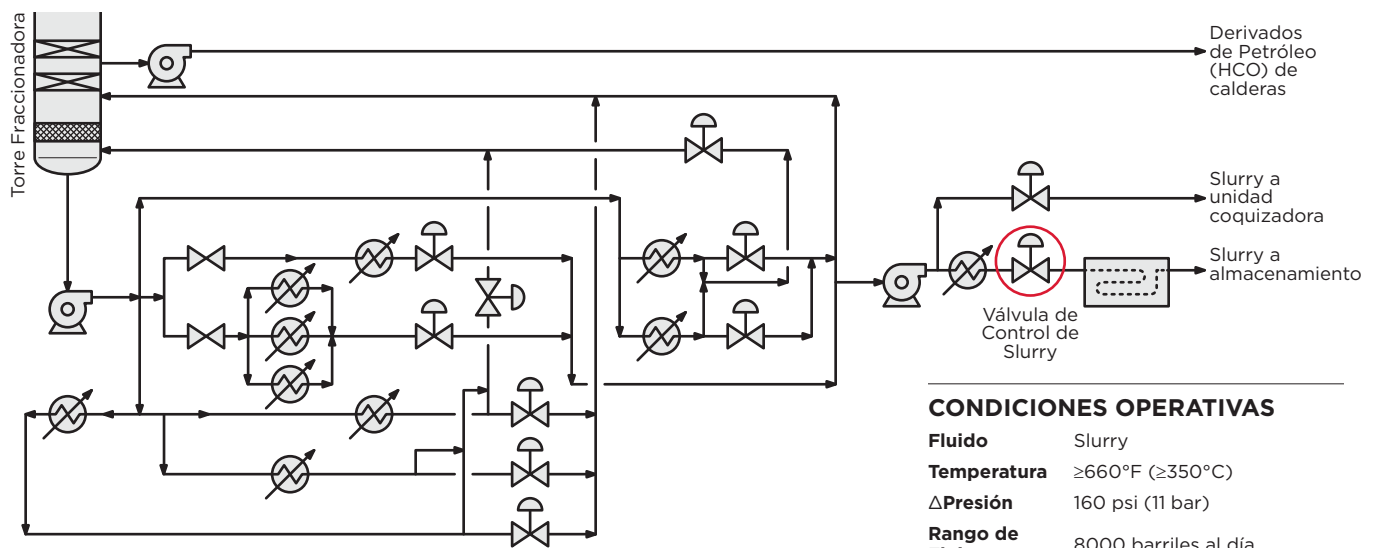 Torre Fraccionadora
Derivados
de Petróleo
(HCO) de
calderas
Slurry a
unidad
coquizadora
Slurry a
almacenamiento
Válvula de
Control de
Slurry
CONDICIONES OPERATIVAS
Fluido Slurry
Temperatura ≥660°F (≥350°C)
∆Presión 160 psi (11 bar)
Rango de
8000 barriles al día